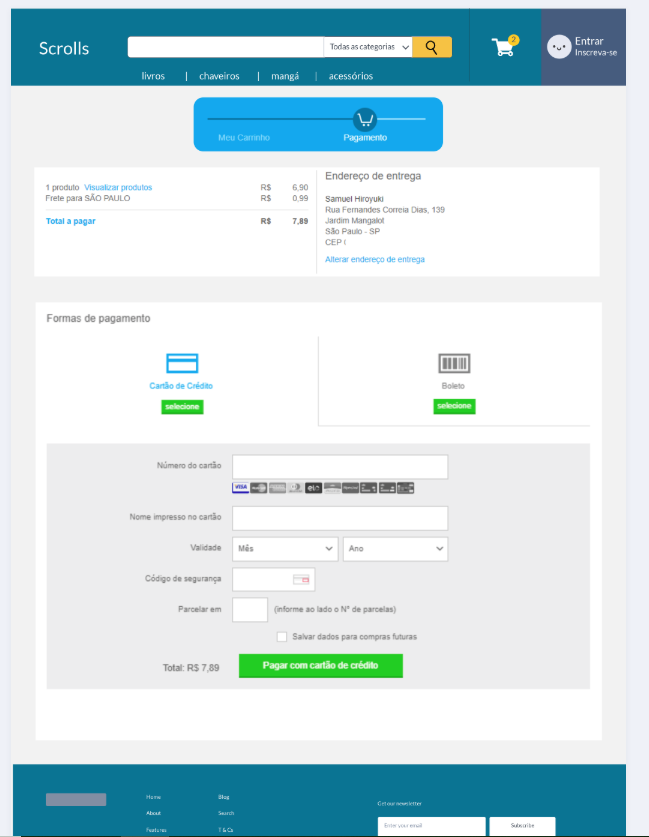 Scrolls
Todas as categorias
2
Entrar
Inscreva-se
livros | chaveiros | mangá | acessórios
Meu Carrinho
Pagamento
1 produto Visualizar produtos R$ 6,90
Frete para SÃO PAULO R$ 0,99
Total a pagar R$ 7,89
Endereço de entrega
Samuel Hiroyuki
Rua Fernandes Correia Dias, 139
Jardim Mangalot
São Paulo - SP
CEP
Alterar endereço de entrega
Formas de pagamento
Cartão de Crédito
selecione
Boleto
selecione
Número do cartão
VISA
elo
Nome impresso no cartão
Validade Mês Ano
Código de segurança
Parcelar em (informe ao lado o Nº de parcelas)
Salvar dados para compras futuras
Total: R$ 7,89 Pagar com cartão de crédito
Home Blog
Get our newsletter
About Search
Enter your email Subscribe
Features T & Cs